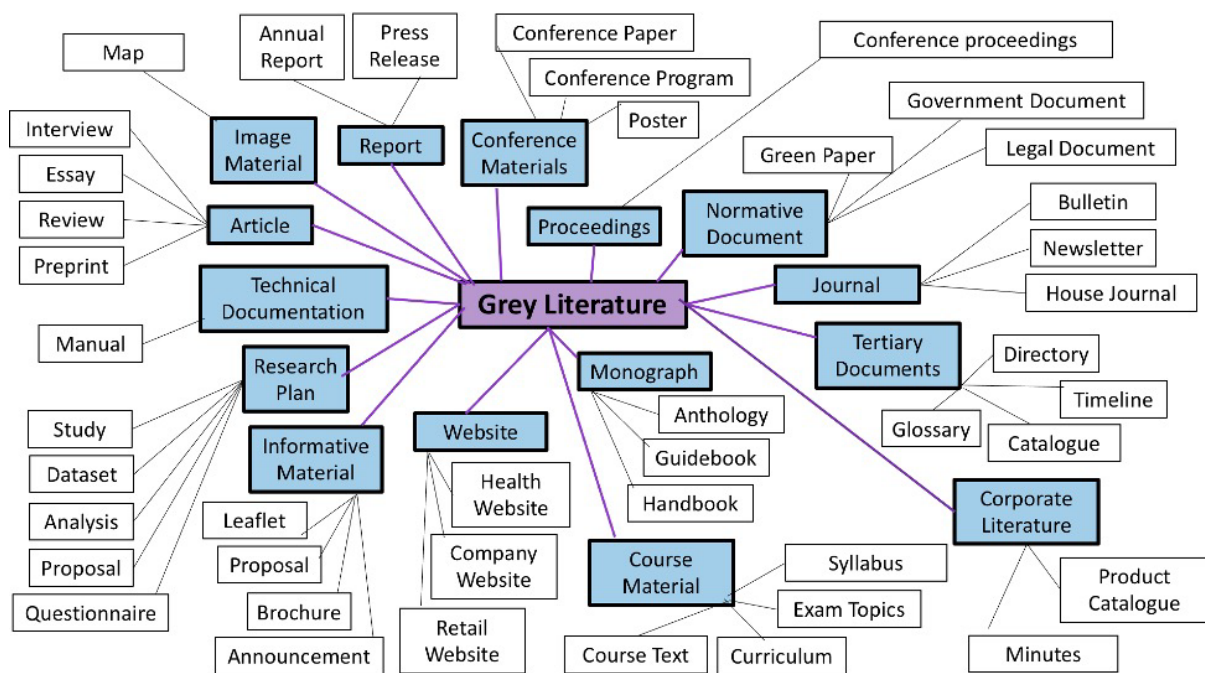 Map
Annual
Report
Press
Release
Conference Paper
Conference Program
Poster
Conference proceedings
Government Document
Legal Document
Green Paper
Interview
Essay
Review
Preprint
Image
Material
Report
Conference
Materials
Proceedings
Normative
Document
Bulletin
Newsletter
House Journal
Article
Journal
Technical
Documentation
Grey Literature
Manual
Research
Plan
Monograph
Tertiary
Documents
Directory
Timeline
Glossary
Catalogue
Study
Dataset
Analysis
Proposal
Questionnaire
Informative
Material
Leaflet
Proposal
Brochure
Announcement
Website
Health
Website
Company
Website
Retail
Website
Anthology
Guidebook
Handbook
Course
Material
Syllabus
Exam Topics
Course Text
Curriculum
Corporate
Literature
Product
Catalogue
Minutes